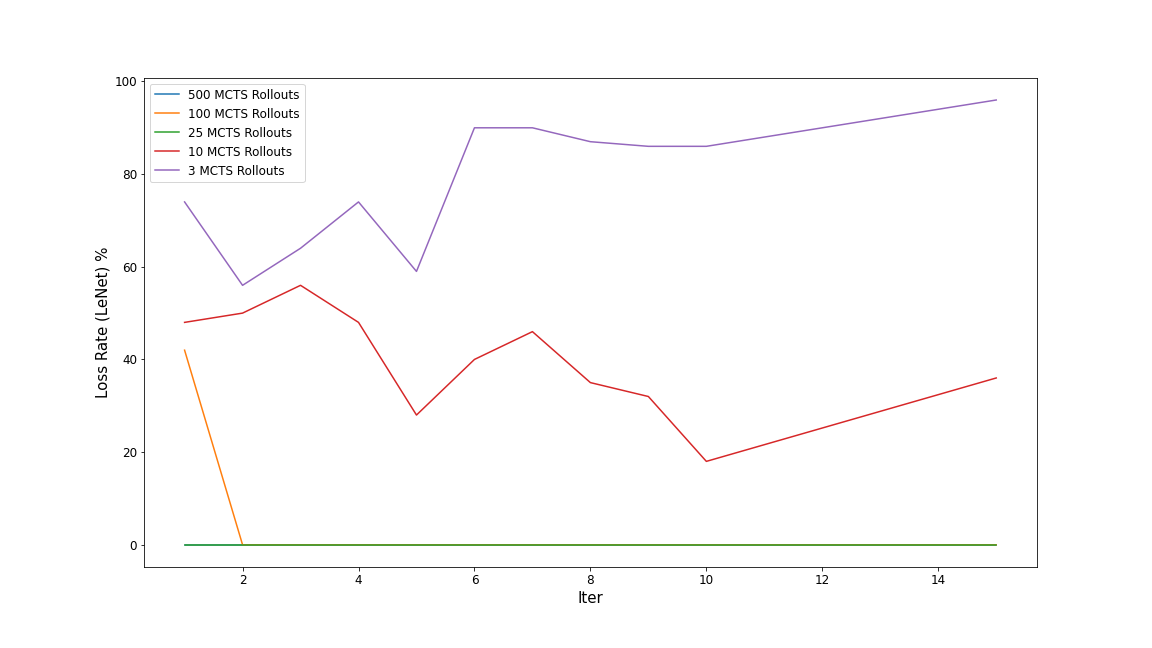 100
80
60
40
20
0
Loss Rate (LeNet) %
500 MCTS Rollouts
100 MCTS Rollouts
25 MCTS Rollouts
10 MCTS Rollouts
3 MCTS Rollouts
2 4 6 8 10 12 14
Iter